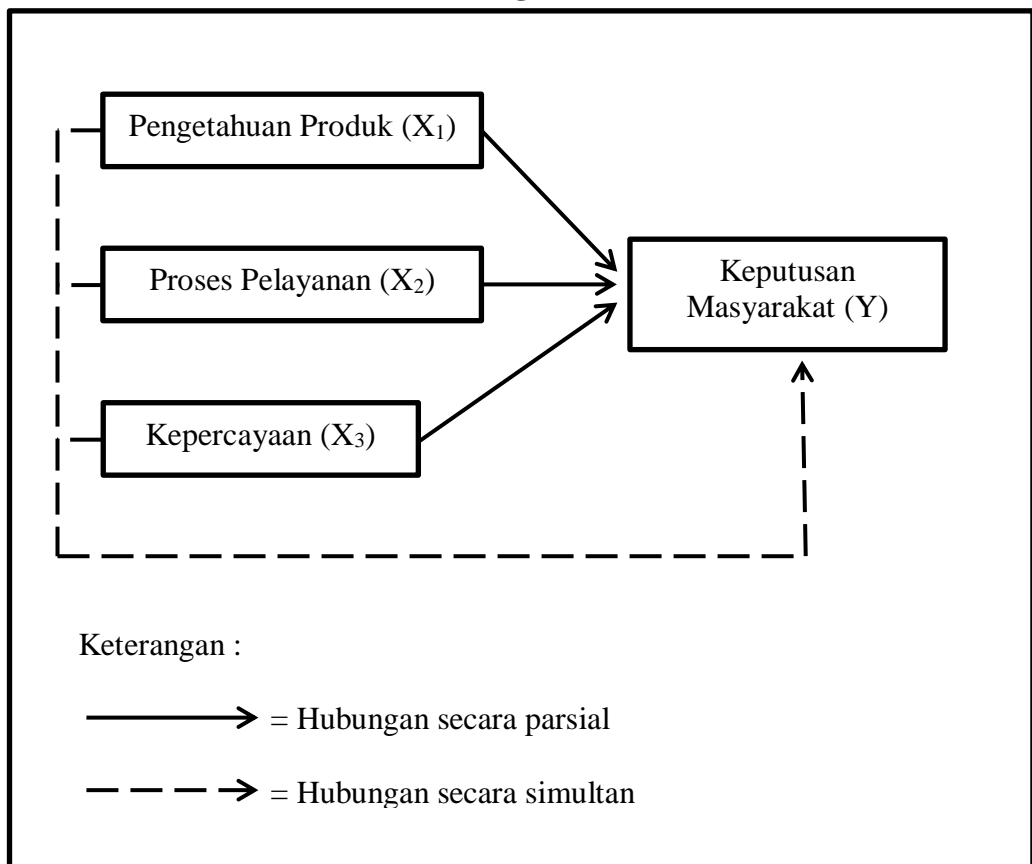 Pengetahuan Produk (X₁)
Proses Pelayanan (X₂)
Kepercayaan (X₃)
Keputusan
Masyarakat (Y)
Keterangan :
= Hubungan secara parsial
= Hubungan secara simultan